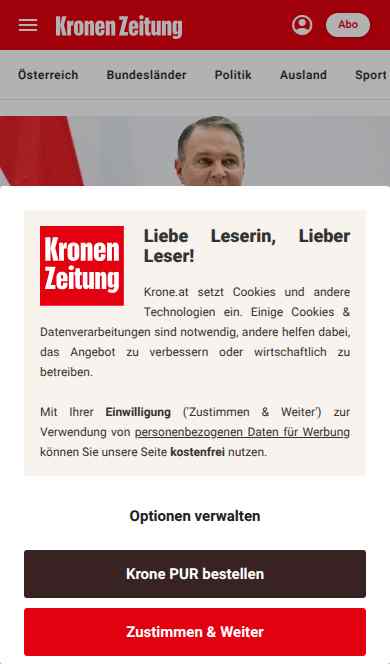 Kronen Zeitung
Abo
Österreich Bundesländer Politik Ausland Sport
Kronen
Zeitung
Liebe Leserin, Lieber
Leser!
Krone.at setzt Cookies und andere
Technologien ein. Einige Cookies &
Datenverarbeitungen sind notwendig, andere helfen dabei,
das Angebot zu verbessern oder wirtschaftlich zu
betreiben.
Mit Ihrer Einwilligung ('Zustimmen & Weiter') zur
Verwendung von personenbezogenen Daten für Werbung
können Sie unsere Seite kostenfrei nutzen.
Optionen verwalten
Krone PUR bestellen
Zustimmen & Weiter